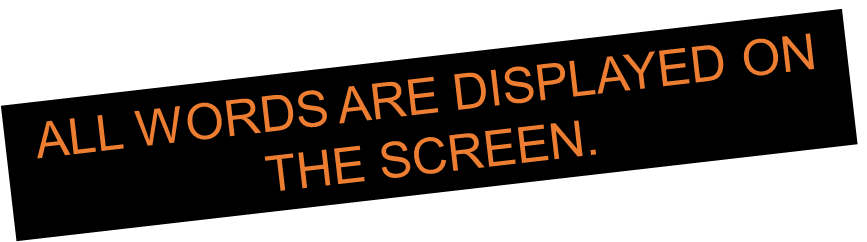 ALL WORDS ARE DISPLAYED ON
THE SCREEN.